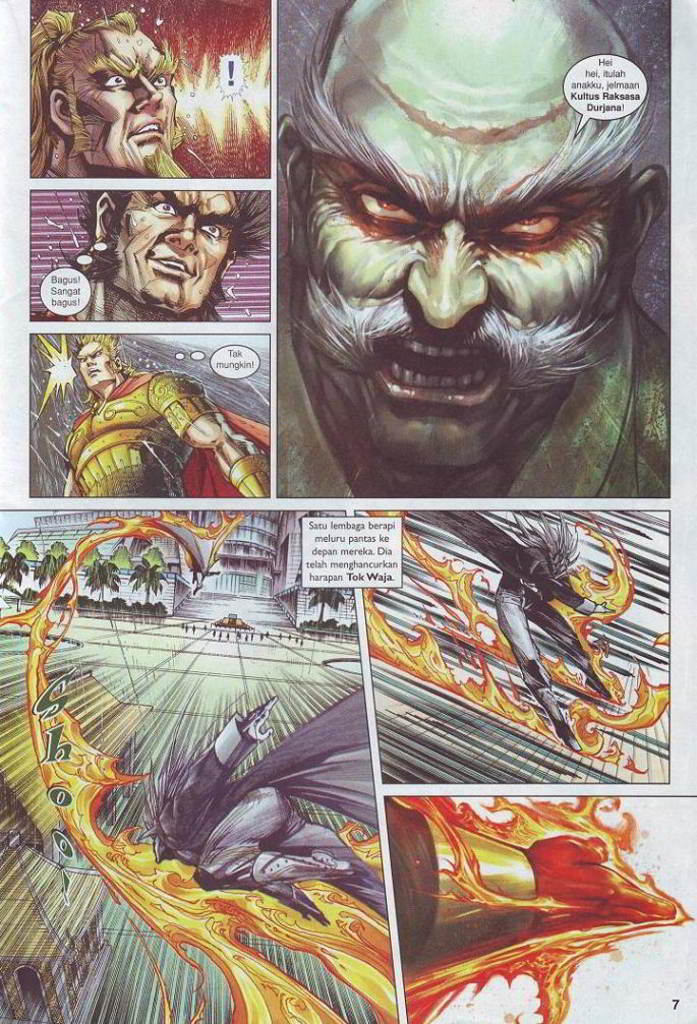 !
Hei
hei, itulah
anakku, jelmaan
Kultus Raksasa
Durjana!
Bagus!
Sangat
bagus!
Tak
mungkin!
Satu lembaga berapi
meluru pantas ke
depan mereka. Dia
telah menghancurkan
harapan Tok Waja.
Shoo!
7